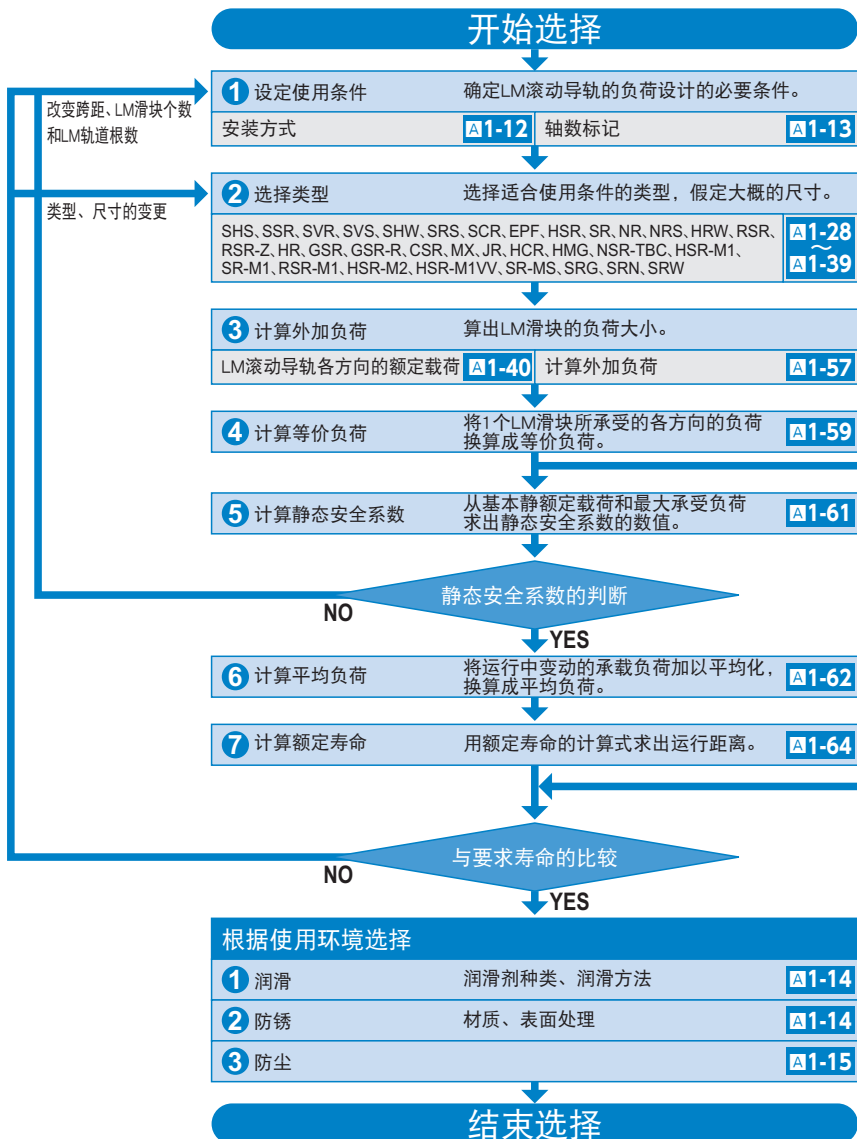 开始选择
改变跨距、LM滑块个数
和LM轨道根数
❶ 设定使用条件 确定LM滚动导轨的负荷设计的必要条件。
安装方式 A1-12 轴数标记 A1-13
类型、尺寸的变更
❷ 选择类型 选择适合使用条件的类型，假定大概的尺寸。
SHS、SSR、SVR、SVS、SHW、SRS、SCR、EPF、HSR、SR、NR、NRS、HRW、RSR、
RSR-Z、HR、GSR、GSR-R、CSR、MX、JR、HCR、HMG、NSR-TBC、HSR-M1、
SR-M1、RSR-M1、HSR-M2、HSR-M1VV、SR-MS、SRG、SRN、SRW
A1-28
～
A1-39
❸ 计算外加负荷 算出LM滑块的负荷大小。
LM滚动导轨各方向的额定载荷 A1-40 计算外加负荷 A1-57
❹ 计算等价负荷 将1个LM滑块所承受的各方向的负荷
换算成等价负荷。 A1-59
❺ 计算静态安全系数 从基本静额定载荷和最大承受负荷
求出静态安全系数的数值。 A1-61
静态安全系数的判断
NO
YES
❻ 计算平均负荷 将运行中变动的承载负荷加以平均化，
换算成平均负荷。 A1-62
❼ 计算额定寿命 用额定寿命的计算式求出运行距离。 A1-64
与要求寿命的比较
NO
YES
根据使用环境选择
❶ 润滑 润滑剂种类、润滑方法 A1-14
❷ 防锈 材质、表面处理 A1-14
❸ 防尘 A1-15
结束选择